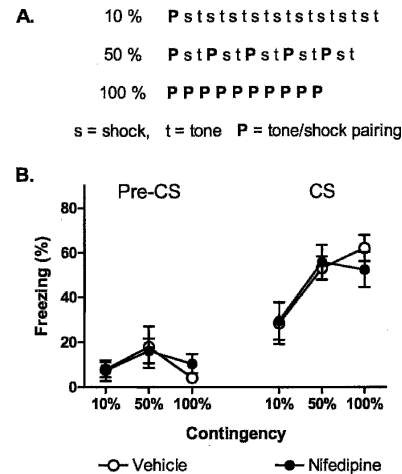 A.
10 % P s t s t s t s t s t s t s t s t s t
50 % P s t P s t P s t P s t P s t
100 % P P P P P P P P P P
s = shock, t = tone P = tone/shock pairing
B.
Pre-CS CS
80
60
40
20
0
Freezing (%)
10% 50% 100% 10% 50% 100%
Contingency
Vehicle Nifedipine